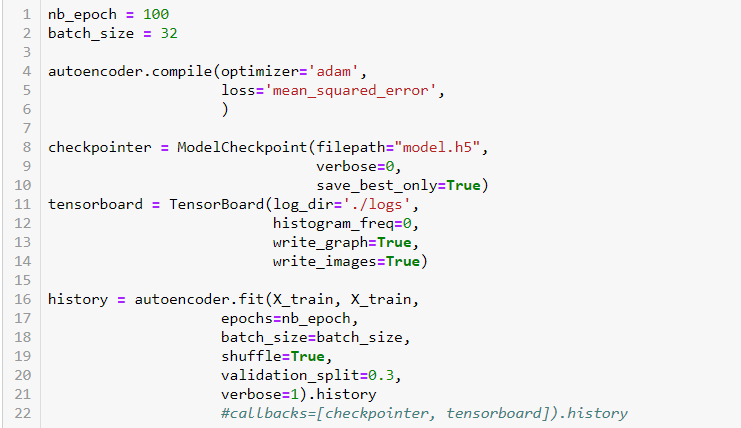 1 nb_epoch = 100
2 batch_size = 32
3
4 autoencoder.compile(optimizer='adam',
5                     loss='mean_squared_error',
6                     )
7
8 checkpointer = ModelCheckpoint(filepath="model.h5",
9                                verbose=0,
10                                save_best_only=True)
11 tensorboard = TensorBoard(log_dir='./logs',
12                           histogram_freq=0,
13                           write_graph=True,
14                           write_images=True)
15
16 history = autoencoder.fit(X_train, X_train,
17                     epochs=nb_epoch,
18                     batch_size=batch_size,
19                     shuffle=True,
20                     validation_split=0.3,
21                     verbose=1).history
22                     #callbacks=[checkpointer, tensorboard]).history